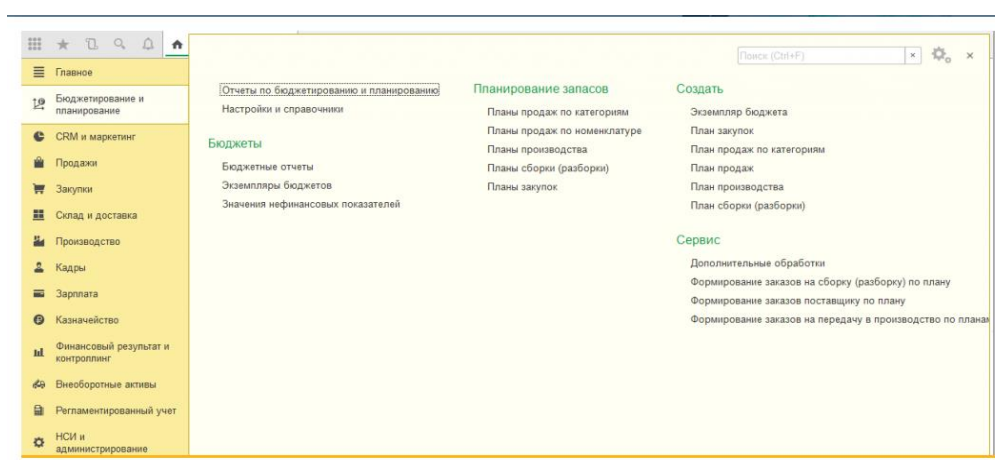 Поиск (Ctrl+F)
Главное
Бюджетирование и
планирование
CRM и маркетинг
Продажи
Закупки
Склад и доставка
Производство
Кадры
Зарплата
Казначейство
Финансовый результат и
контроллинг
Внеоборотные активы
Регламентированный учет
НСИ и
администрирование
Отчеты по бюджетированию и планированию
Настройки и справочники
Бюджеты
Бюджетные отчеты
Экземпляры бюджетов
Значения нефинансовых показателей
Планирование запасов
Планы продаж по категориям
Планы продаж по номенклатуре
Планы производства
Планы сборки (разборки)
Планы закупок
Создать
Экземпляр бюджета
План закупок
План продаж по категориям
План продаж
План производства
План сборки (разборки)
Сервис
Дополнительные обработки
Формирование заказов на сборку (разборку) по плану
Формирование заказов поставщику по плану
Формирование заказов на передачу в производство по планам